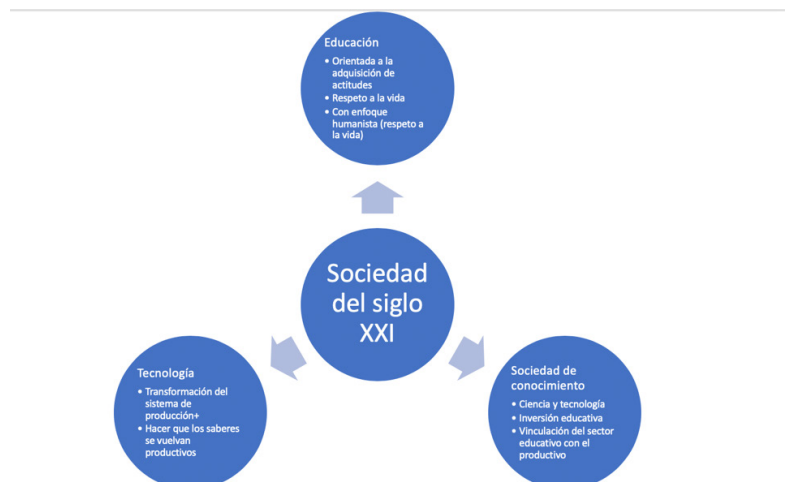 Educación
• Orientada a la
adquisición de
actitudes
• Respeto a la vida
• Con enfoque
humanista (respeto a
la vida)
Sociedad
del siglo
XXI
Tecnología
• Transformación del
sistema de
producción+
• Hacer que los saberes
se vuelvan
productivos
Sociedad de
conocimiento
• Ciencia y tecnología
• Inversión educativa
• Vinculación del sector
educativo con el
productivo